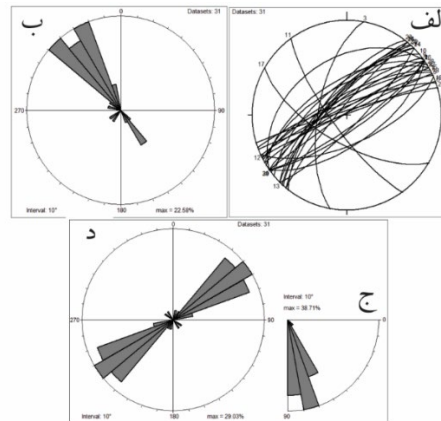 ب
0
Datasets: 31
270
90
180
Interval: 10°
max = 22.58%
الف
Datasets: 31
3
11
17
12
13
د
0
Datasets: 31
270
90
180
Interval: 10°
max = 29.03%
ج
Interval: 10°
max = 38.71%
0
90